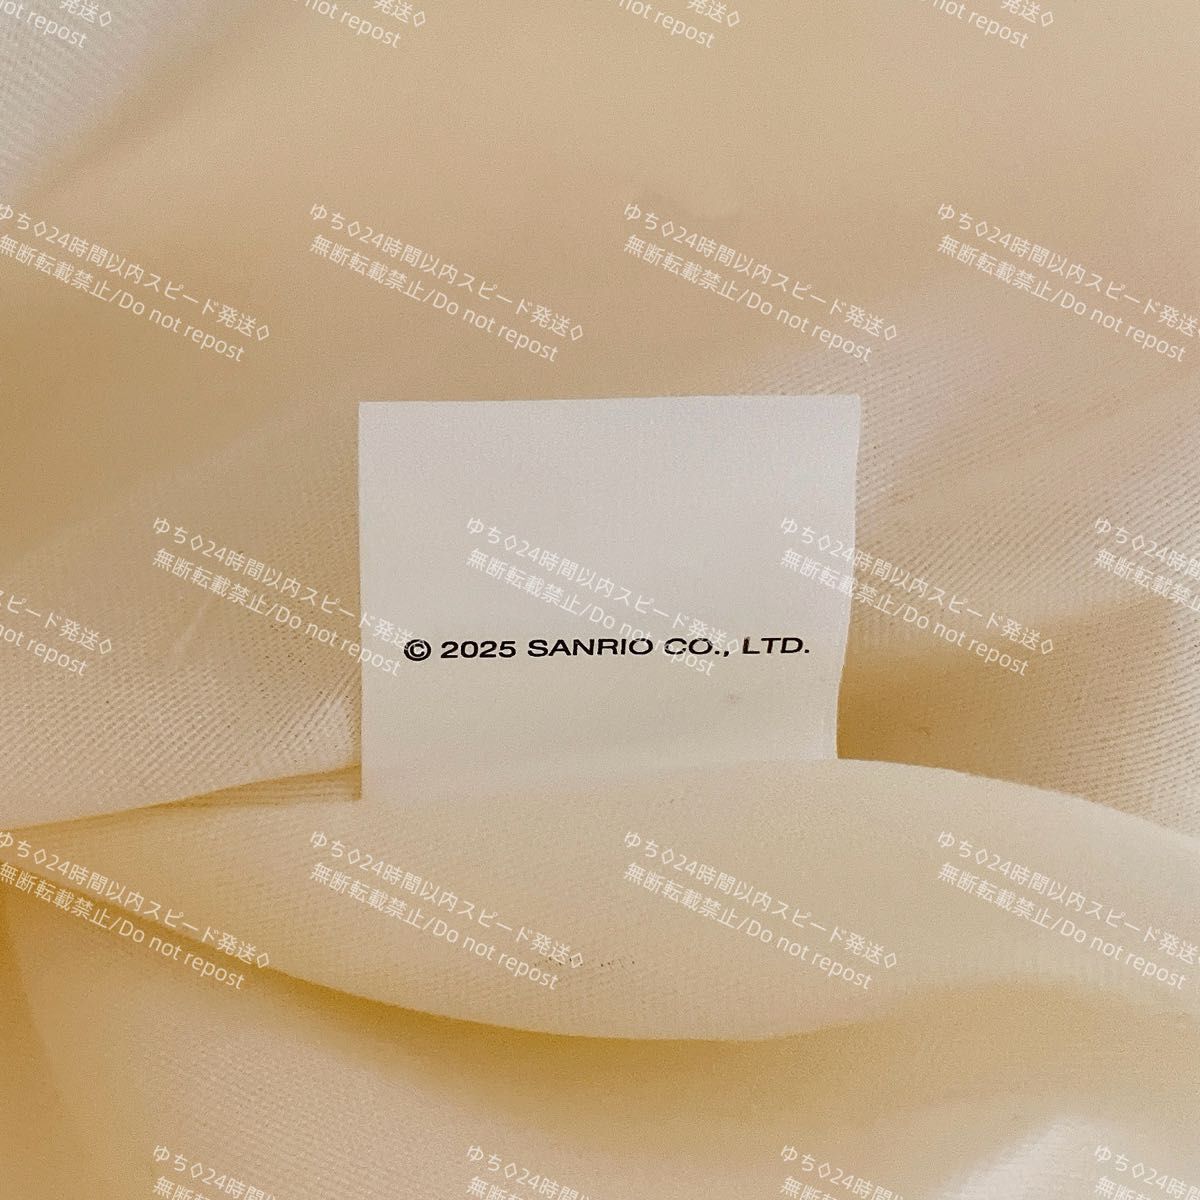 ゆち◇24時間以内スピード発送◇
無断転載禁止/Do not repost
© 2025 SANRIO CO., LTD.